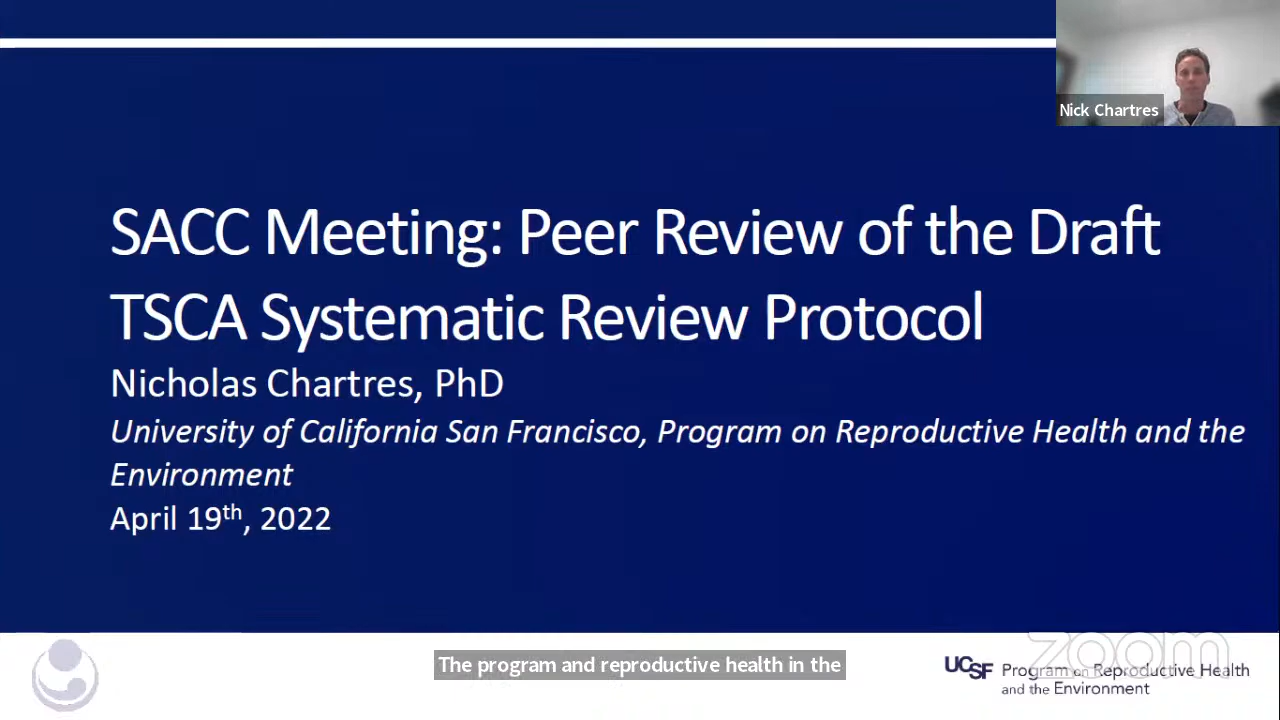 Nick Chartres
SACC Meeting: Peer Review of the Draft
TSCA Systematic Review Protocol
Nicholas Chartres, PhD
University of California San Francisco, Program on Reproductive Health and the
Environment
April 19th, 2022
The program and reproductive health in the
zoom
UCSF Program on Reproductive Health
and the Environment